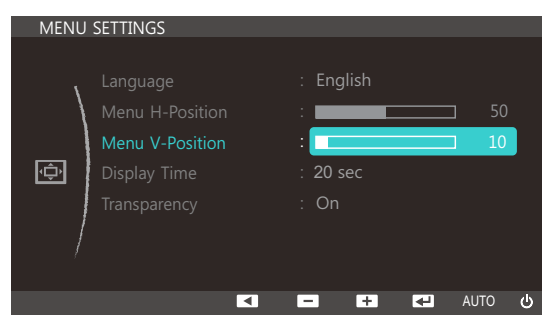 MENU SETTINGS
Language : English
Menu H-Position : 50
Menu V-Position : 10
Display Time : 20 sec
Transparency : On
AUTO